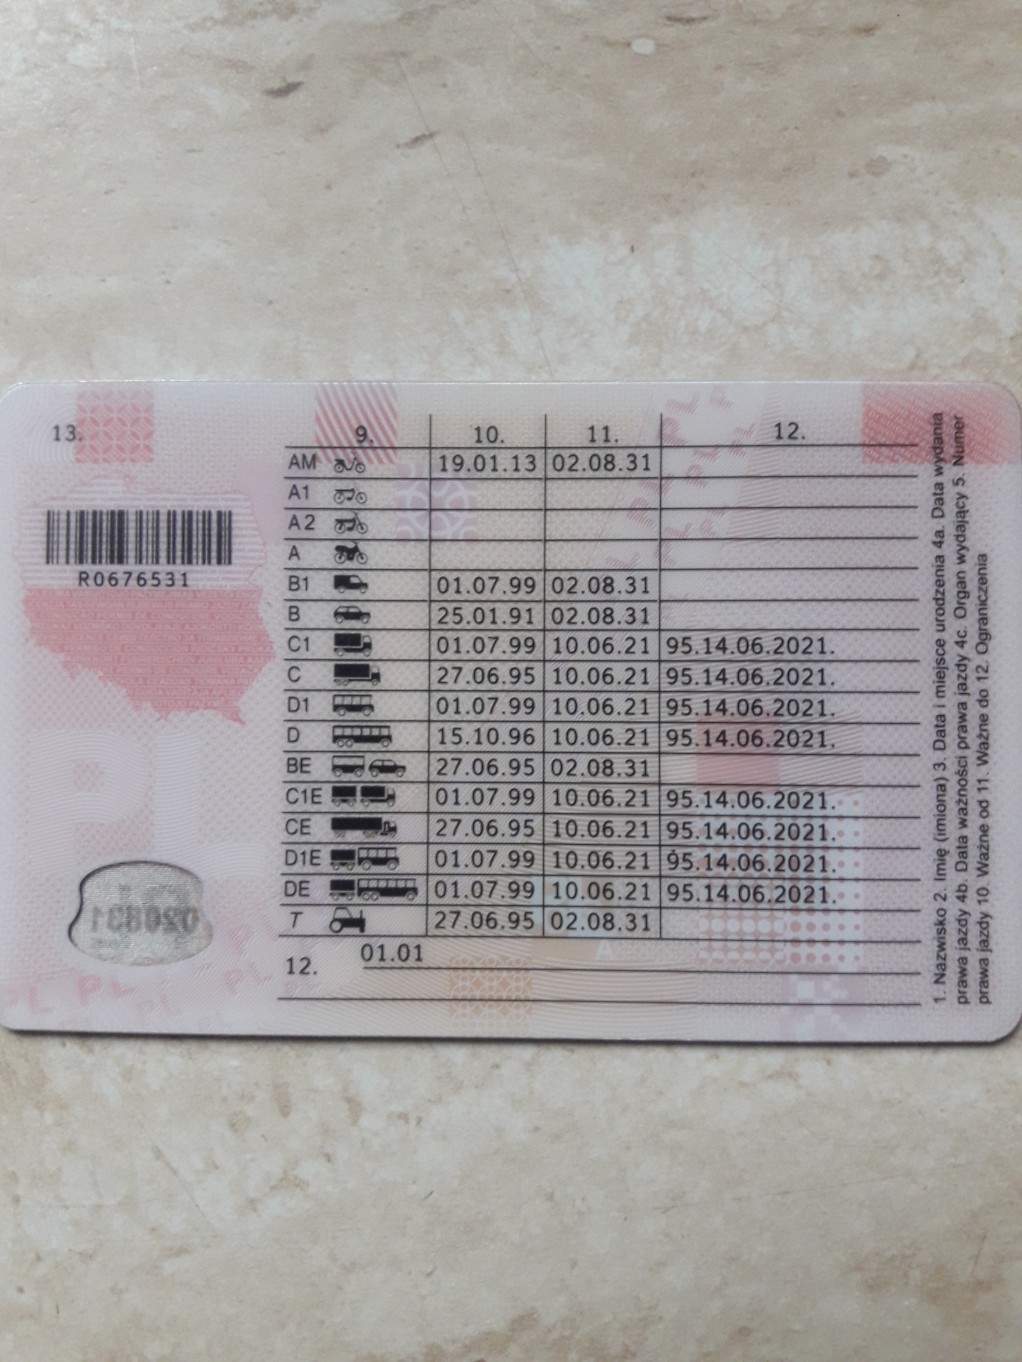 13.
R0676531
9. 10. 11. 12.
AM 19.01.13 02.08.31
A1
A2
A
B1 01.07.99 02.08.31
B 25.01.91 02.08.31
C1 01.07.99 10.06.21 95.14.06.2021.
C 27.06.95 10.06.21 95.14.06.2021.
D1 01.07.99 10.06.21 95.14.06.2021.
D 15.10.96 10.06.21 95.14.06.2021.
BE 27.06.95 02.08.31
C1E 01.07.99 10.06.21 95.14.06.2021.
CE 27.06.95 10.06.21 95.14.06.2021.
D1E 01.07.99 10.06.21 95.14.06.2021.
DE 01.07.99 10.06.21 95.14.06.2021.
T 27.06.95 02.08.31
12. 01.01
1. Nazwisko 2. Imię (imiona) 3. Data i miejsce urodzenia 4a. Data wydania
prawa jazdy 4b. Data ważności prawa jazdy 4c. Organ wydający 5. Numer
prawa jazdy 10. Ważne od 11. Ważne do 12. Ograniczenia
PL
PL PL PL PL